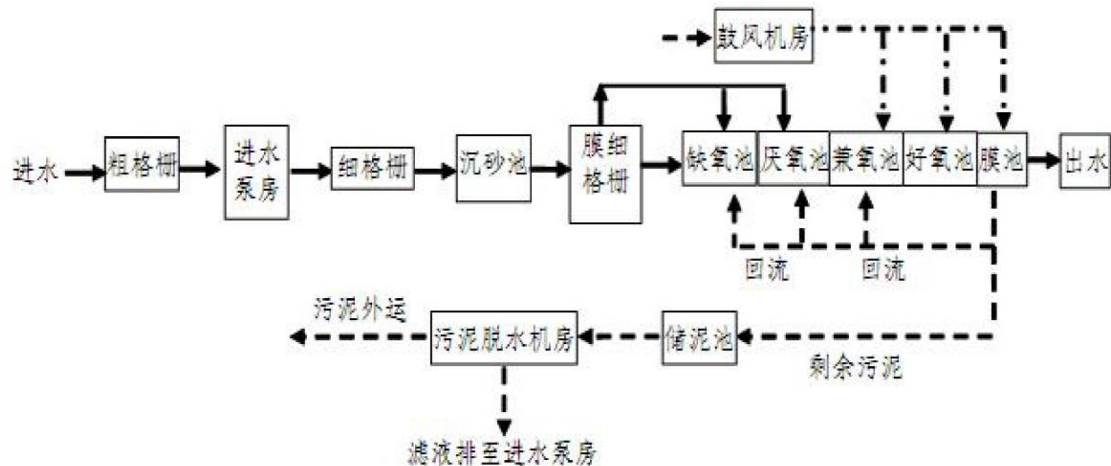 鼓风机房
进水
粗格栅
进水
泵房
细格栅
沉砂池
膜细
格栅
缺氧池
厌氧池
兼氧池
好氧池
膜池
出水
回流
回流
污泥外运
污泥脱水机房
储泥池
剩余污泥
滤液排至进水泵房